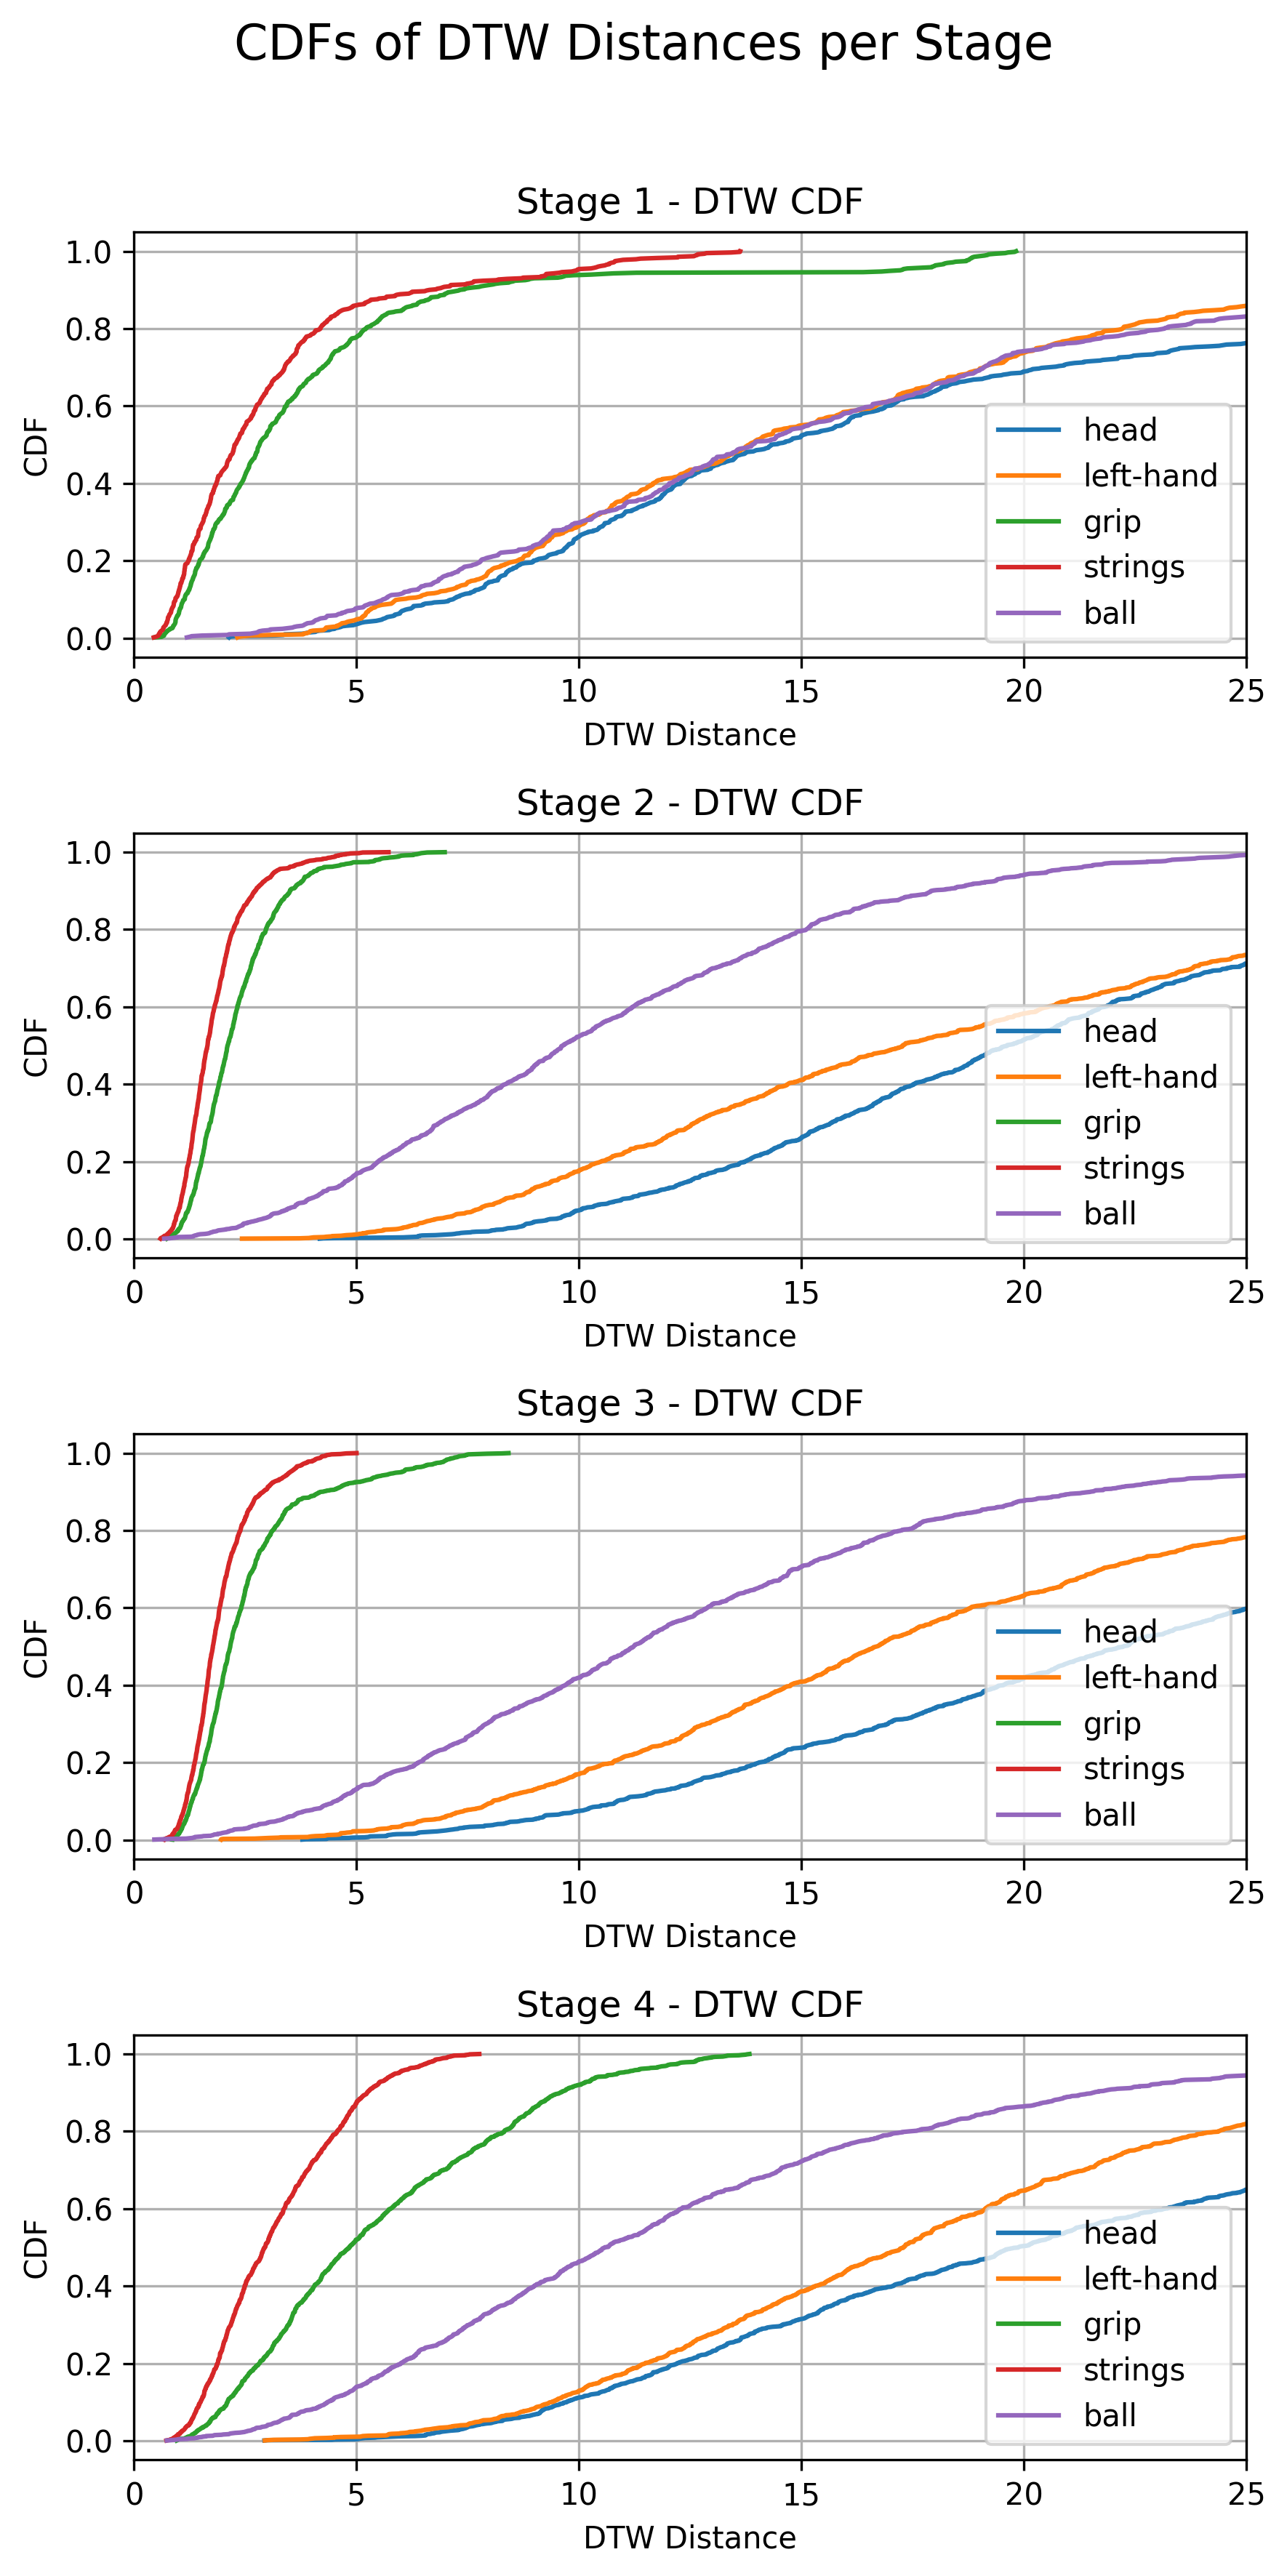 CDFs of DTW Distances per Stage
Stage 1 - DTW CDF
1.0
0.8
0.6
0.4
0.2
0.0
CDF
head
left-hand
grip
strings
ball
0 5 10 15 20 25
DTW Distance
Stage 2 - DTW CDF
1.0
0.8
0.6
0.4
0.2
0.0
CDF
head
left-hand
grip
strings
ball
0 5 10 15 20 25
DTW Distance
Stage 3 - DTW CDF
1.0
0.8
0.6
0.4
0.2
0.0
CDF
head
left-hand
grip
strings
ball
0 5 10 15 20 25
DTW Distance
Stage 4 - DTW CDF
1.0
0.8
0.6
0.4
0.2
0.0
CDF
head
left-hand
grip
strings
ball
0 5 10 15 20 25
DTW Distance